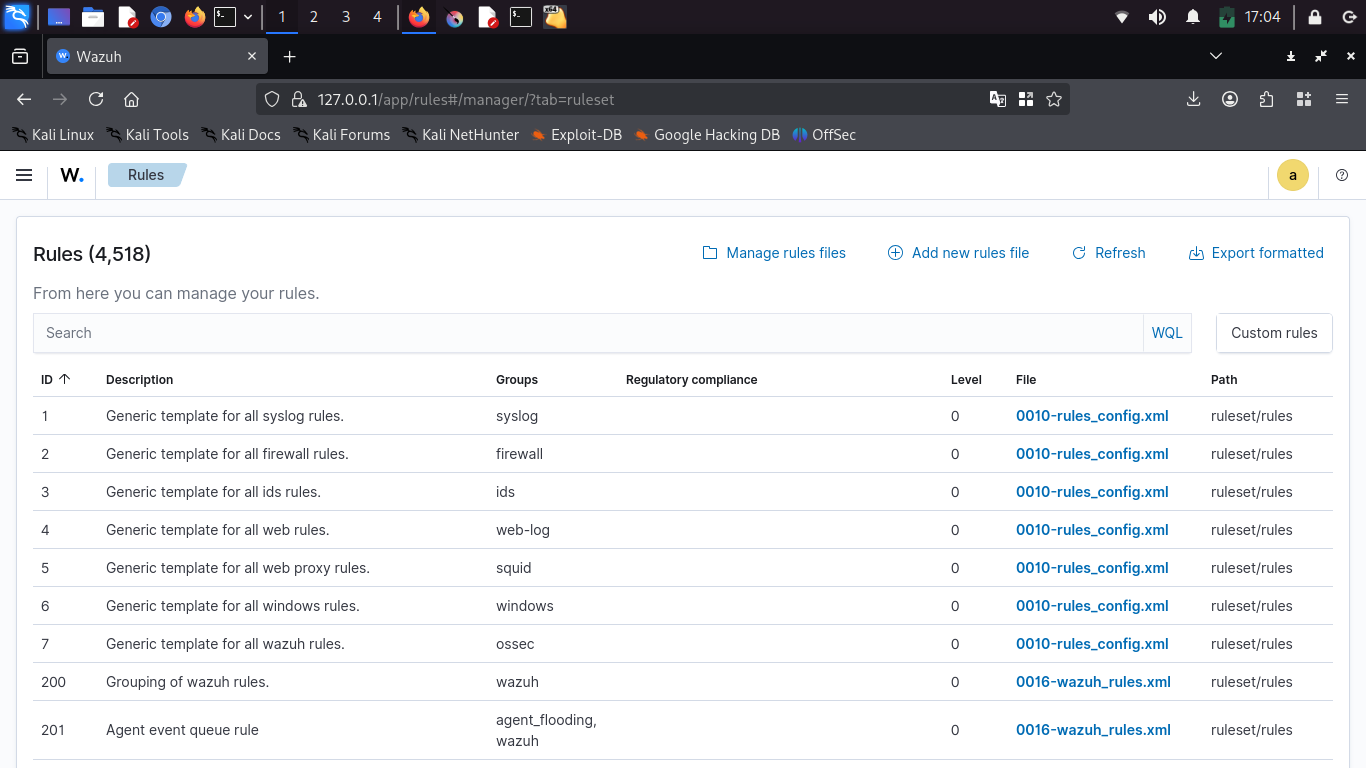 1 2 3 4 x64 17:04
W. Wazuh
127.0.0.1/app/rules#/manager/?tab=ruleset
Kali Linux Kali Tools Kali Docs Kali Forums Kali NetHunter Exploit-DB Google Hacking DB OffSec
W. Rules a
Rules (4,518) Manage rules files Add new rules file Refresh Export formatted
From here you can manage your rules.
Search WQL Custom rules
ID Description Groups Regulatory compliance Level File Path
1 Generic template for all syslog rules. syslog 0 0010-rules_config.xml ruleset/rules
2 Generic template for all firewall rules. firewall 0 0010-rules_config.xml ruleset/rules
3 Generic template for all ids rules. ids 0 0010-rules_config.xml ruleset/rules
4 Generic template for all web rules. web-log 0 0010-rules_config.xml ruleset/rules
5 Generic template for all web proxy rules. squid 0 0010-rules_config.xml ruleset/rules
6 Generic template for all windows rules. windows 0 0010-rules_config.xml ruleset/rules
7 Generic template for all wazuh rules. ossec 0 0010-rules_config.xml ruleset/rules
200 Grouping of wazuh rules. wazuh 0 0016-wazuh_rules.xml ruleset/rules
201 Agent event queue rule agent_flooding, wazuh 0 0016-wazuh_rules.xml ruleset/rules